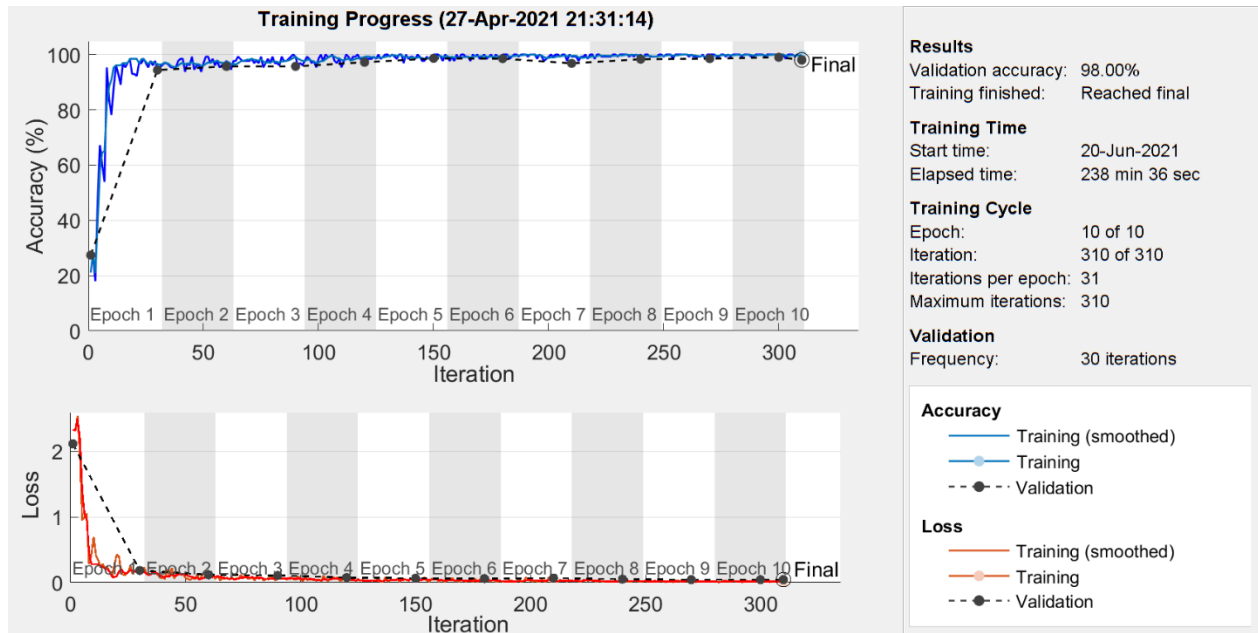 Training Progress (27-Apr-2021 21:31:14)
Accuracy (%)
100
80
60
40
20
0
Final
Epoch 1 Epoch 2 Epoch 3 Epoch 4 Epoch 5 Epoch 6 Epoch 7 Epoch 8 Epoch 9 Epoch 10
0 50 100 150 200 250 300
Iteration
Loss
2
1
0
Epoch 1 Epoch 2 Epoch 3 Epoch 4 Epoch 5 Epoch 6 Epoch 7 Epoch 8 Epoch 9 Epoch 10
Final
0 50 100 150 200 250 300
Iteration
Results
Validation accuracy: 98.00%
Training finished: Reached final
Training Time
Start time: 20-Jun-2021
Elapsed time: 238 min 36 sec
Training Cycle
Epoch: 10 of 10
Iteration: 310 of 310
Iterations per epoch: 31
Maximum iterations: 310
Validation
Frequency: 30 iterations
Accuracy
Training (smoothed)
Training
Validation
Loss
Training (smoothed)
Training
Validation